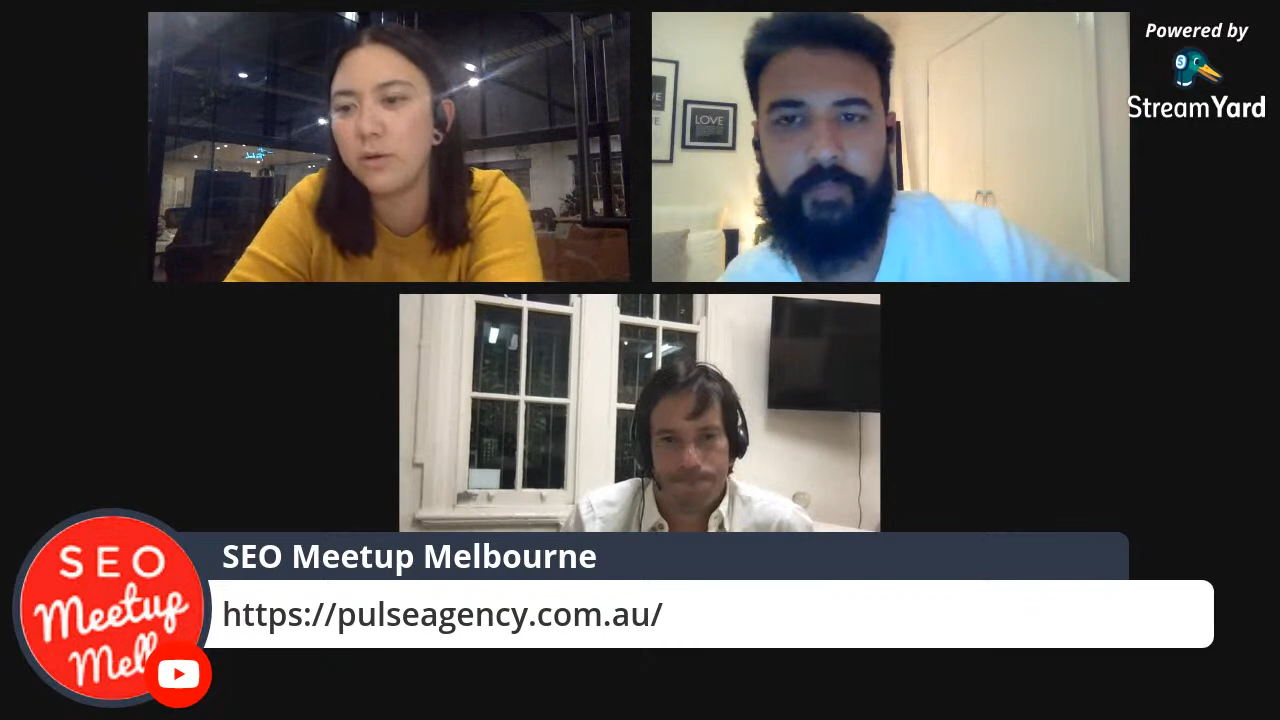 Powered by
StreamYard
LOVE
SEO Meetup Melbourne
https://pulseagency.com.au/
SEO
Meetup
Mel